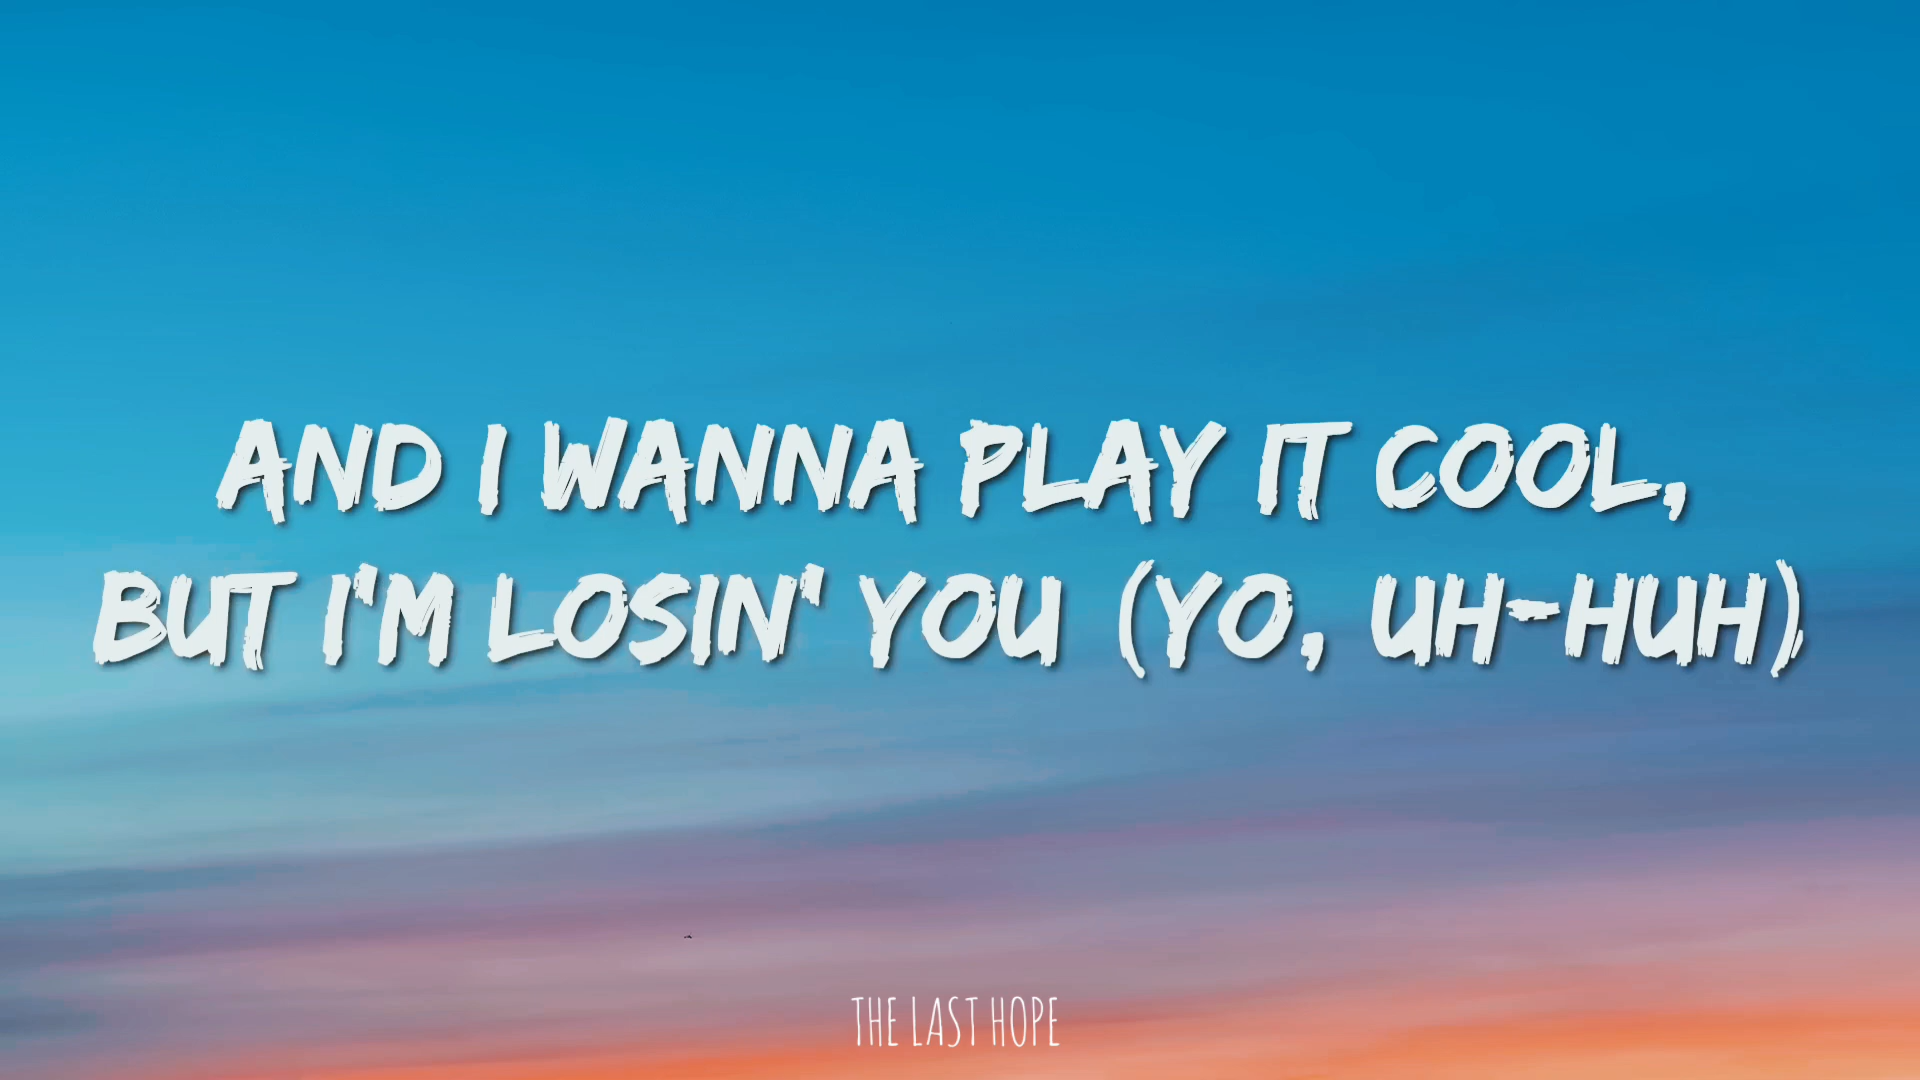 AND I WANNA PLAY IT COOL,
BUT I'M LOSIN' YOU (YO, UH-HUH)
THE LAST HOPE